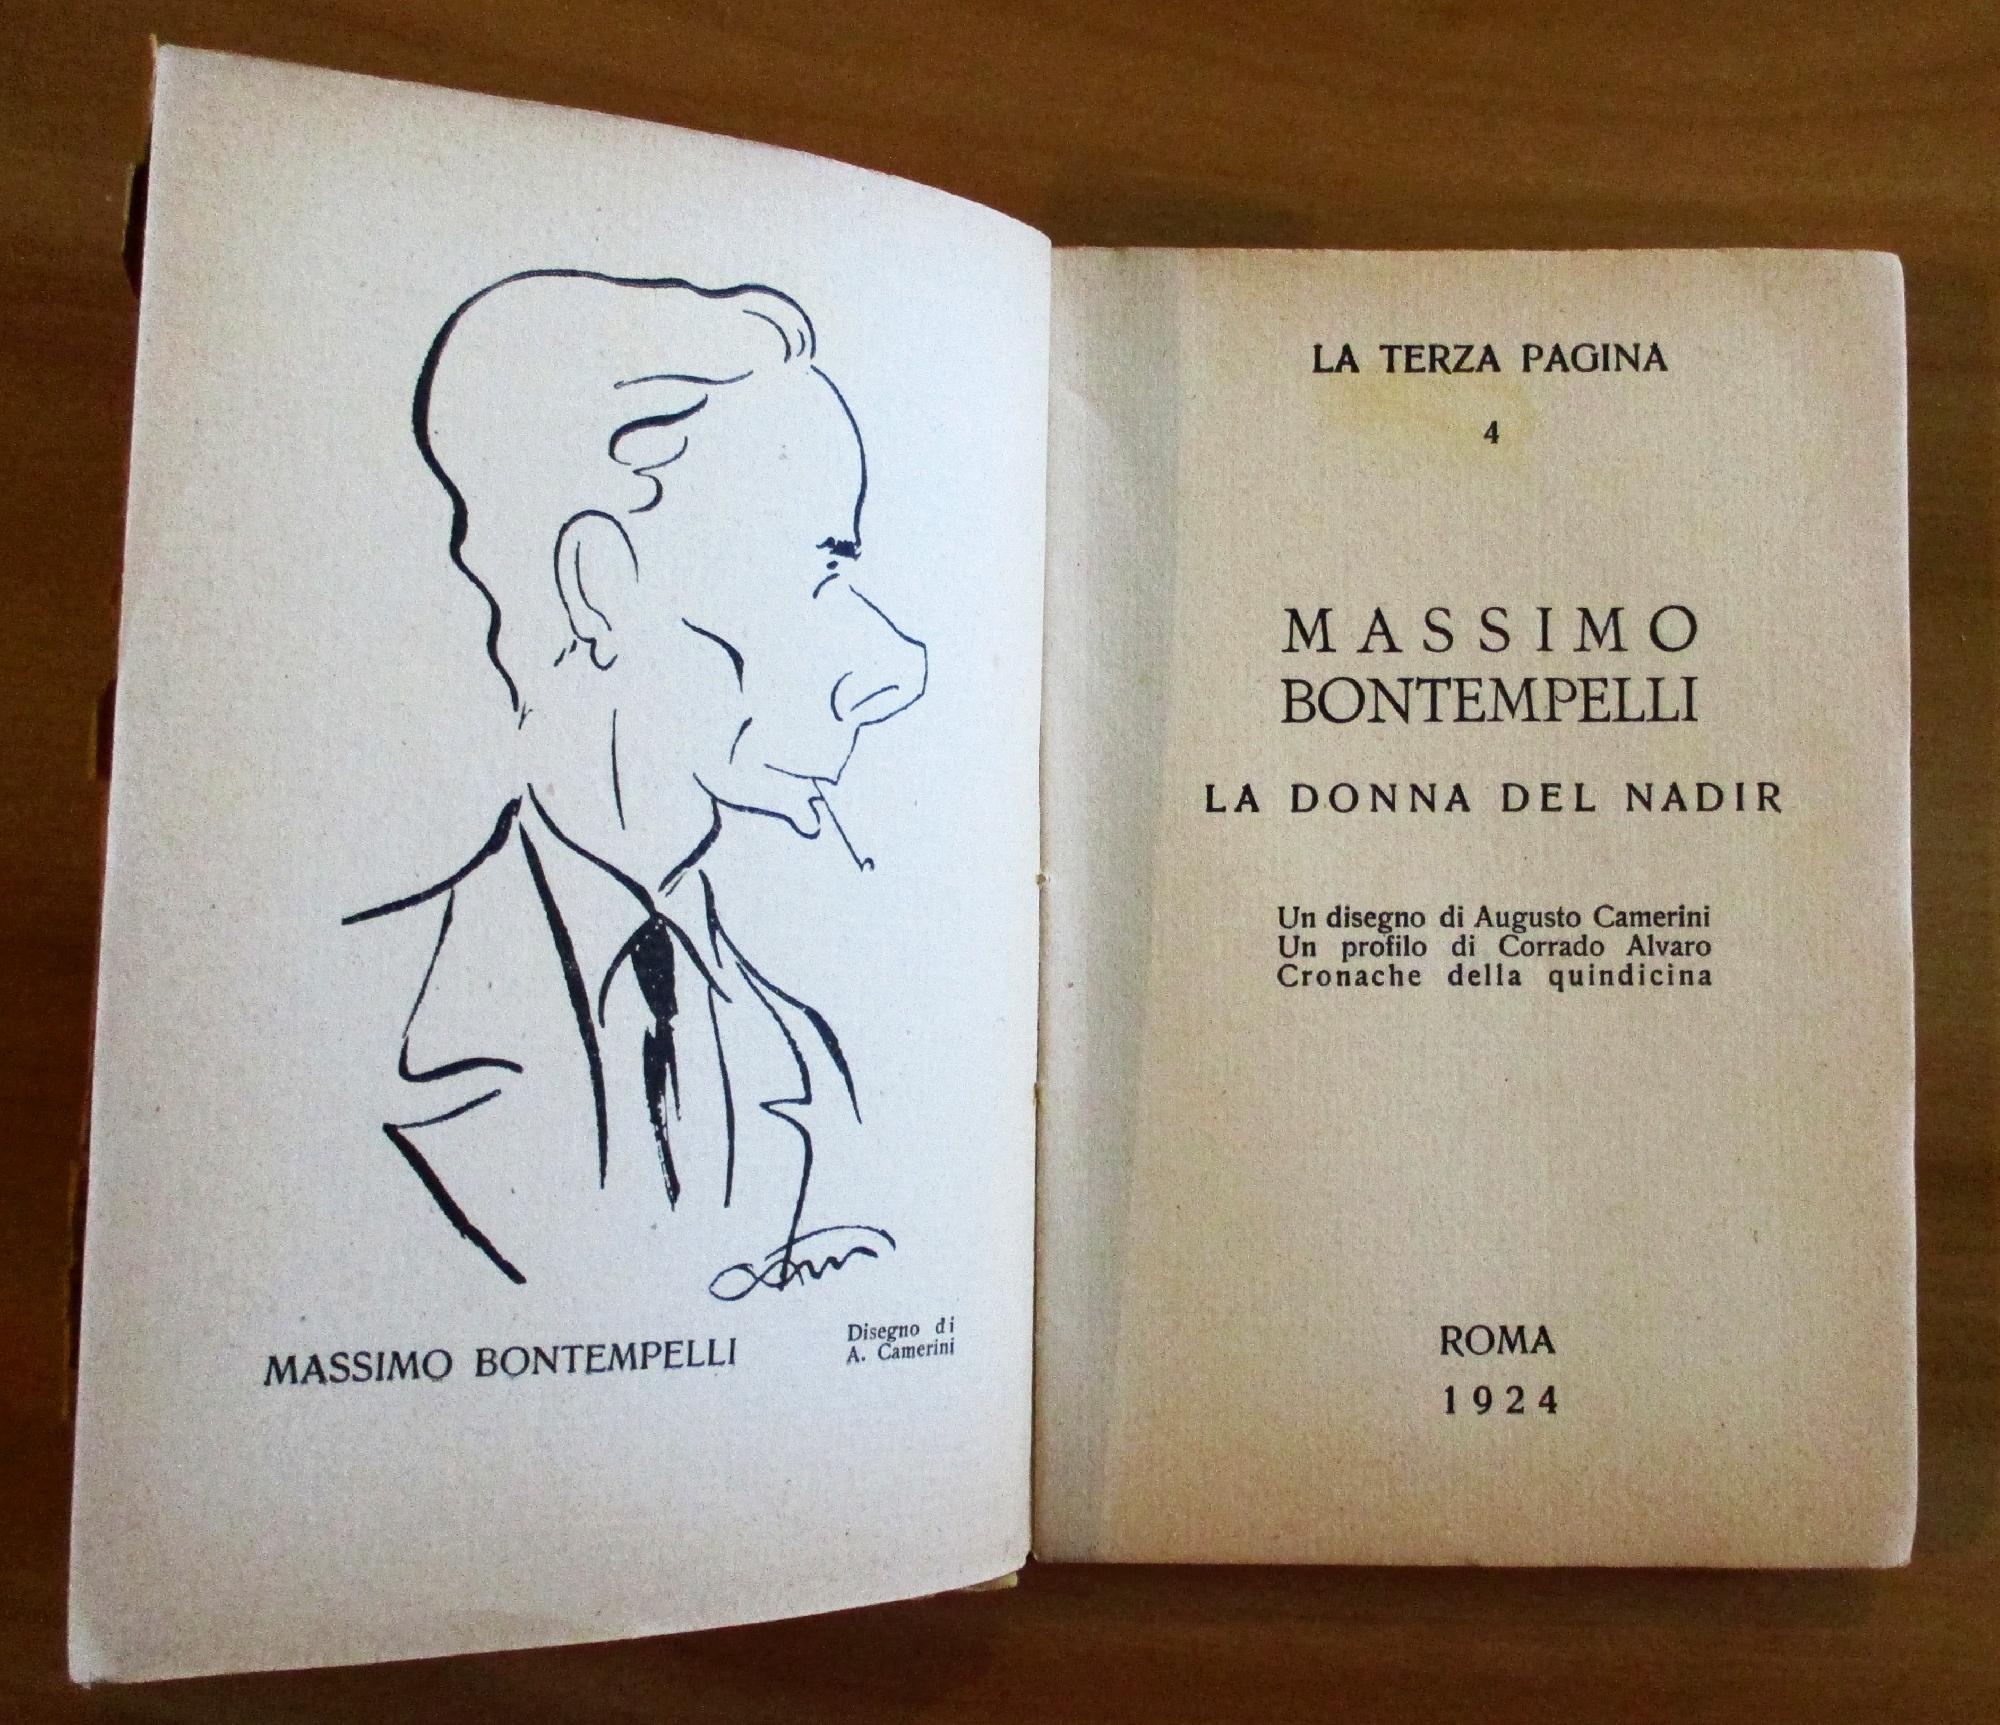 MASSIMO BONTEMPELLI
Disegno di
A. Camerini
LA TERZA PAGINA
4
MASSIMO
BONTEMPELLI
LA DONNA DEL NADIR
Un disegno di Augusto Camerini
Un profilo di Corrado Alvaro
Cronache della quindicina
ROMA
1924